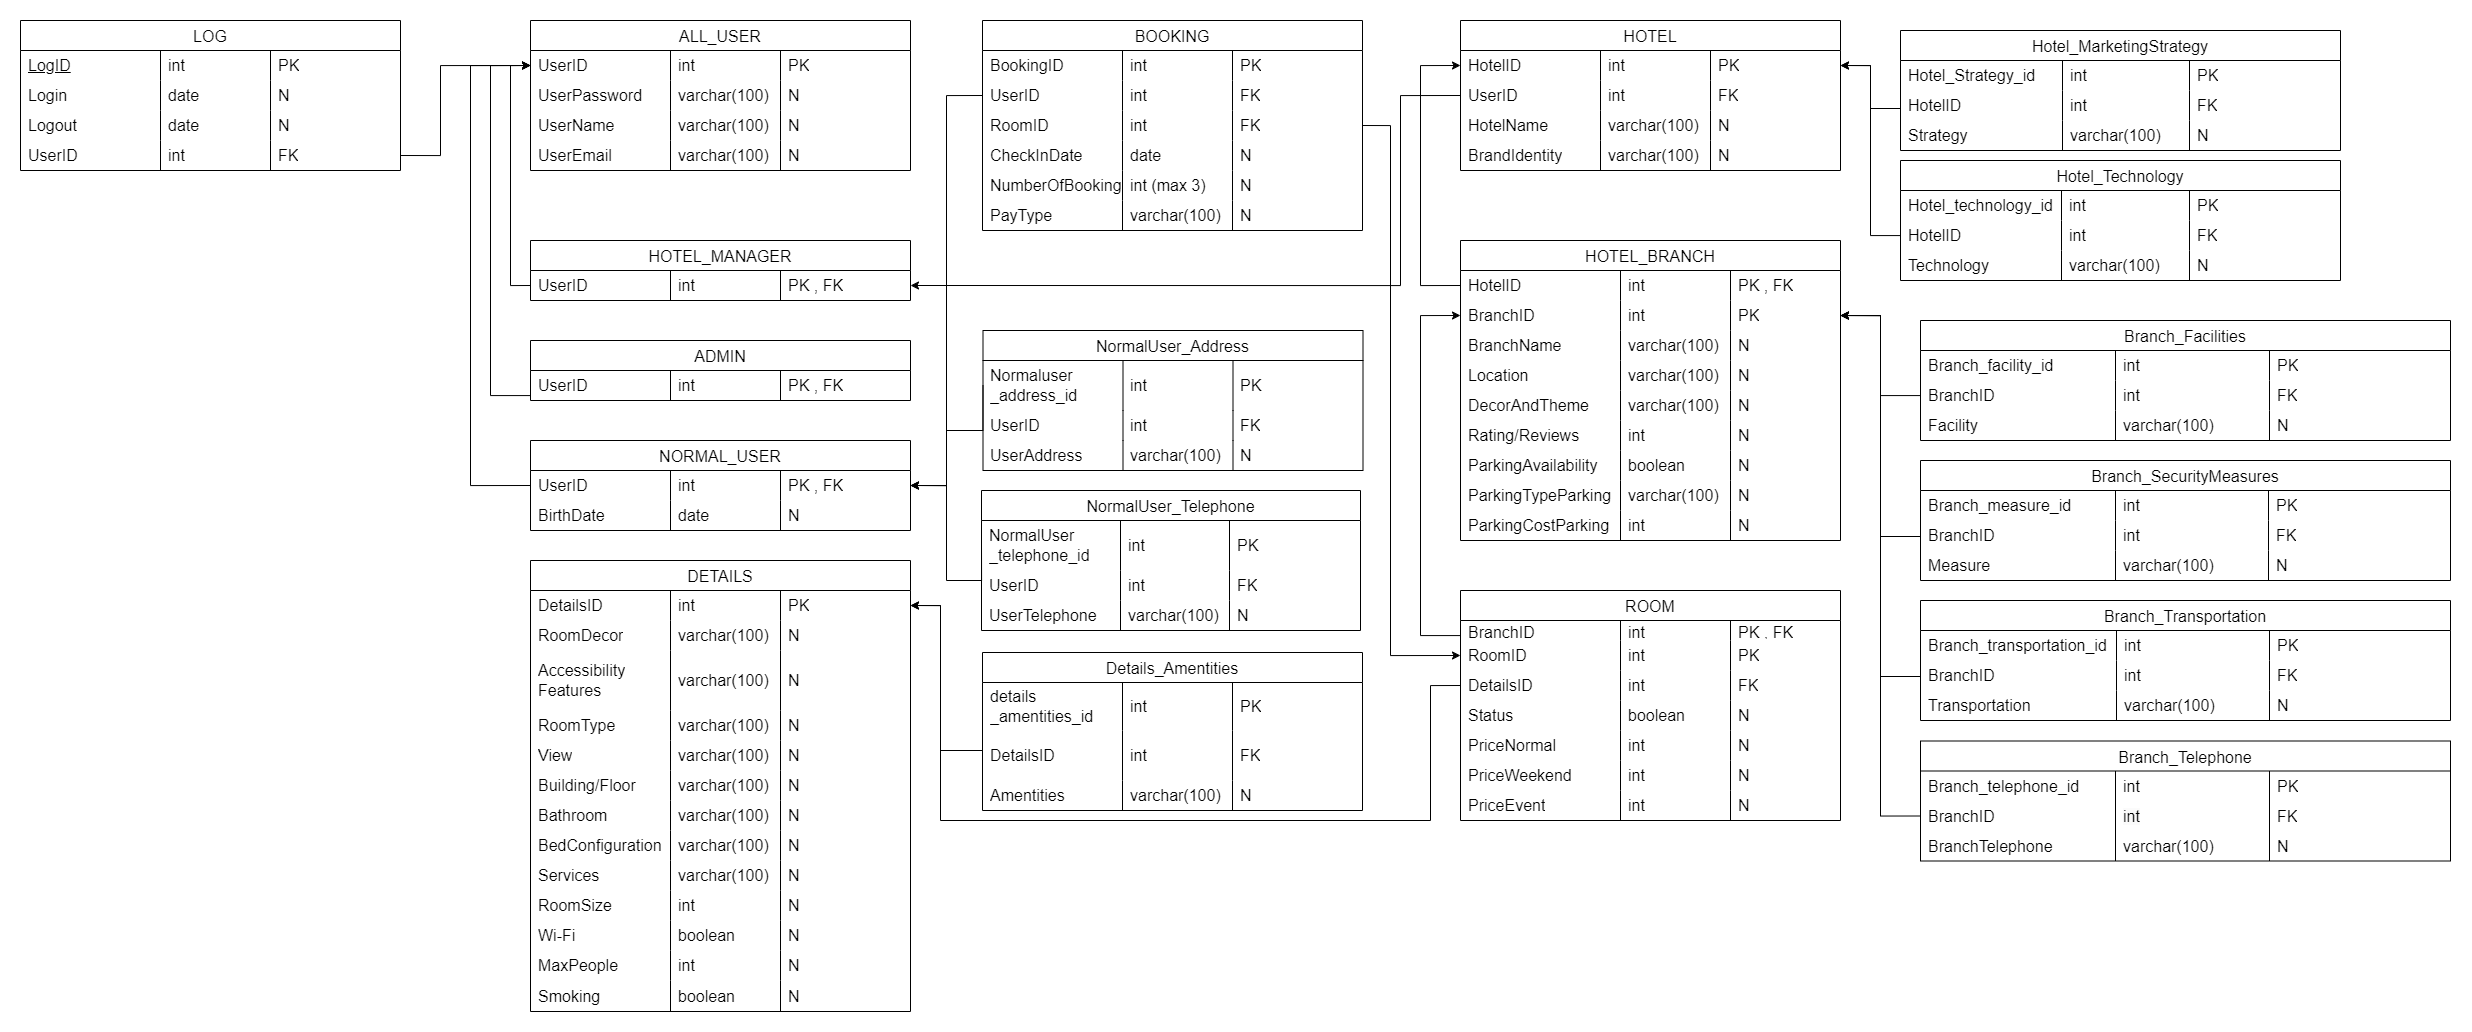 LOG
LogID int PK
Login date N
Logout date N
UserID int FK
ALL_USER
UserID int PK
UserPassword varchar(100) N
UserName varchar(100) N
UserEmail varchar(100) N
HOTEL_MANAGER
UserID int PK , FK
ADMIN
UserID int PK , FK
NORMAL_USER
UserID int PK , FK
BirthDate date N
DETAILS
DetailsID int PK
RoomDecor varchar(100) N
Accessibility
Features varchar(100) N
RoomType varchar(100) N
View varchar(100) N
Building/Floor varchar(100) N
Bathroom varchar(100) N
BedConfiguration varchar(100) N
Services varchar(100) N
RoomSize int N
Wi-Fi boolean N
MaxPeople int N
Smoking boolean N
BOOKING
BookingID int PK
UserID int FK
RoomID int FK
CheckInDate date N
NumberOfBooking int (max 3) N
PayType varchar(100) N
NormalUser_Address
Normaluser
_address_id int PK
UserID int FK
UserAddress varchar(100) N
NormalUser_Telephone
NormalUser
_telephone_id int PK
UserID int FK
UserTelephone varchar(100) N
Details_Amentities
details
_amentities_id int PK
DetailsID int FK
Amentities varchar(100) N
HOTEL
HotelID int PK
UserID int FK
HotelName varchar(100) N
BrandIdentity varchar(100) N
HOTEL_BRANCH
HotelID int PK , FK
BranchID int PK
BranchName varchar(100) N
Location varchar(100) N
DecorAndTheme varchar(100) N
Rating/Reviews int N
ParkingAvailability boolean N
ParkingTypeParking varchar(100) N
ParkingCostParking int N
ROOM
BranchID int PK , FK
RoomID int PK
DetailsID int FK
Status boolean N
PriceNormal int N
PriceWeekend int N
PriceEvent int N
Hotel_MarketingStrategy
Hotel_Strategy_id int PK
HotelID int FK
Strategy varchar(100) N
Hotel_Technology
Hotel_technology_id int PK
HotelID int FK
Technology varchar(100) N
Branch_Facilities
Branch_facility_id int PK
BranchID int FK
Facility varchar(100) N
Branch_SecurityMeasures
Branch_measure_id int PK
BranchID int FK
Measure varchar(100) N
Branch_Transportation
Branch_transportation_id int PK
BranchID int FK
Transportation varchar(100) N
Branch_Telephone
Branch_telephone_id int PK
BranchID int FK
BranchTelephone varchar(100) N